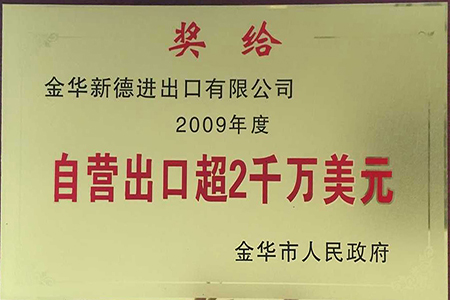 奖给
金华新德进出口有限公司
2009年度
自营出口超2千万美元
金华市人民政府